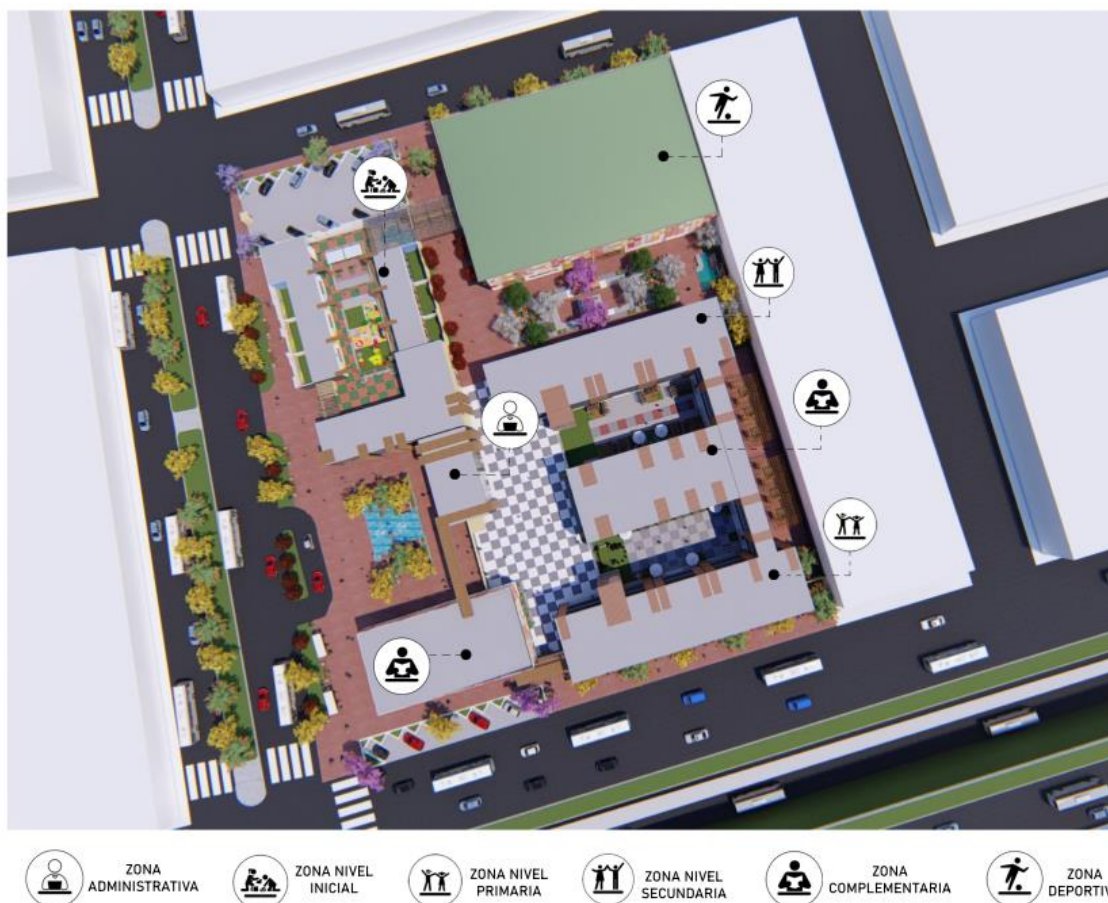 ZONA
ADMINISTRATIVA
ZONA NIVEL
INICIAL
ZONA NIVEL
PRIMARIA
ZONA NIVEL
SECUNDARIA
ZONA
COMPLEMENTARIA
ZONA
DEPORTIV